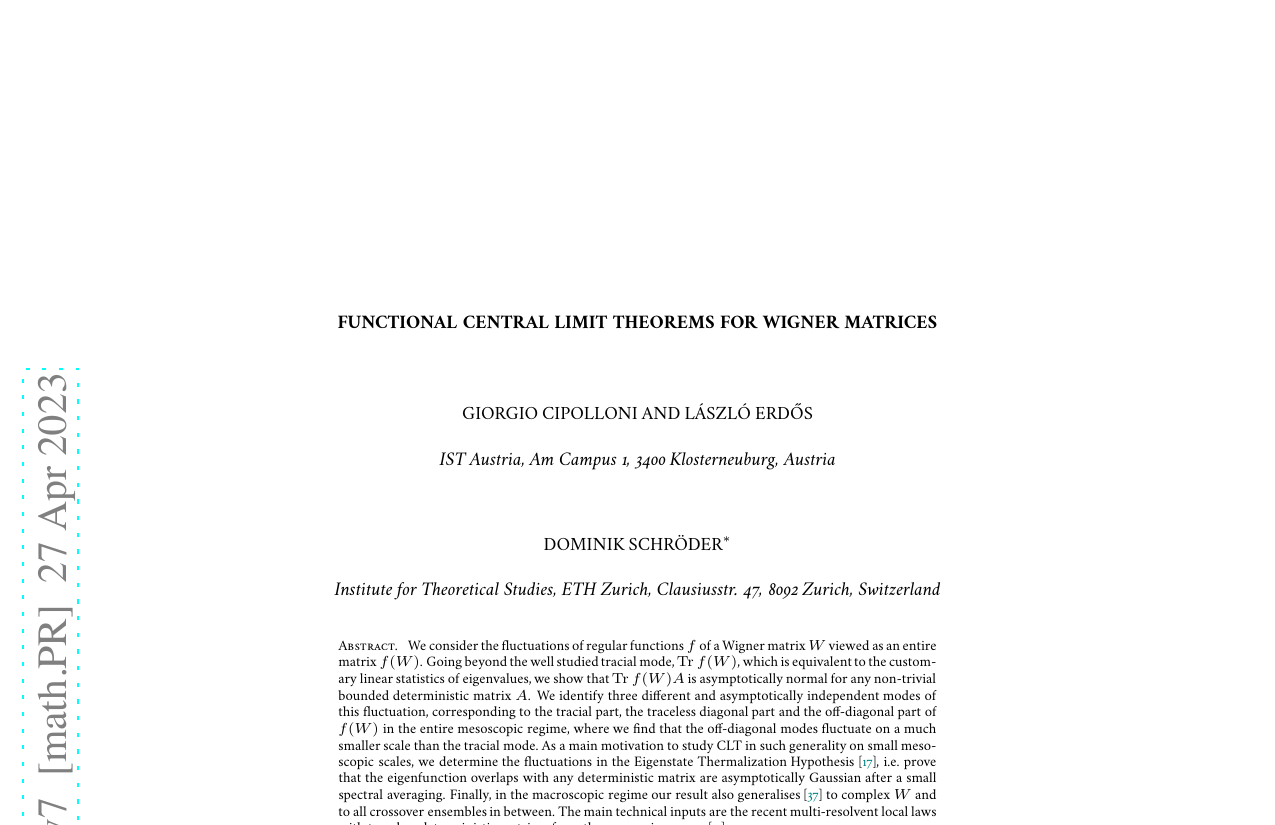 FUNCTIONAL CENTRAL LIMIT THEOREMS FOR WIGNER MATRICES
GIORGIO CIPOLLONI AND LÁSZLÓ ERDŐS
IST Austria, Am Campus 1, 3400 Klosterneuburg, Austria
DOMINIK SCHRÖDER*
Institute for Theoretical Studies, ETH Zurich, Clausiusstr. 47, 8092 Zurich, Switzerland
ABSTRACT. We consider the fluctuations of regular functions f of a Wigner matrix W viewed as an entire
matrix f(W). Going beyond the well studied tracial mode, Tr f(W), which is equivalent to the custom-
ary linear statistics of eigenvalues, we show that Tr f(W)A is asymptotically normal for any non-trivial
bounded deterministic matrix A. We identify three different and asymptotically independent modes of
this fluctuation, corresponding to the tracial part, the traceless diagonal part and the off-diagonal part of
f(W) in the entire mesoscopic regime, where we find that the off-diagonal modes fluctuate on a much
smaller scale than the tracial mode. As a main motivation to study CLT in such generality on small meso-
scopic scales, we determine the fluctuations in the Eigenstate Thermalization Hypothesis [17], i.e. prove
that the eigenfunction overlaps with any deterministic matrix are asymptotically Gaussian after a small
spectral averaging. Finally, in the macroscopic regime our result also generalises [37] to complex W and
to all crossover ensembles in between. The main technical inputs are the recent multi-resolvent local laws
v7 [math.PR] 27 Apr 2023